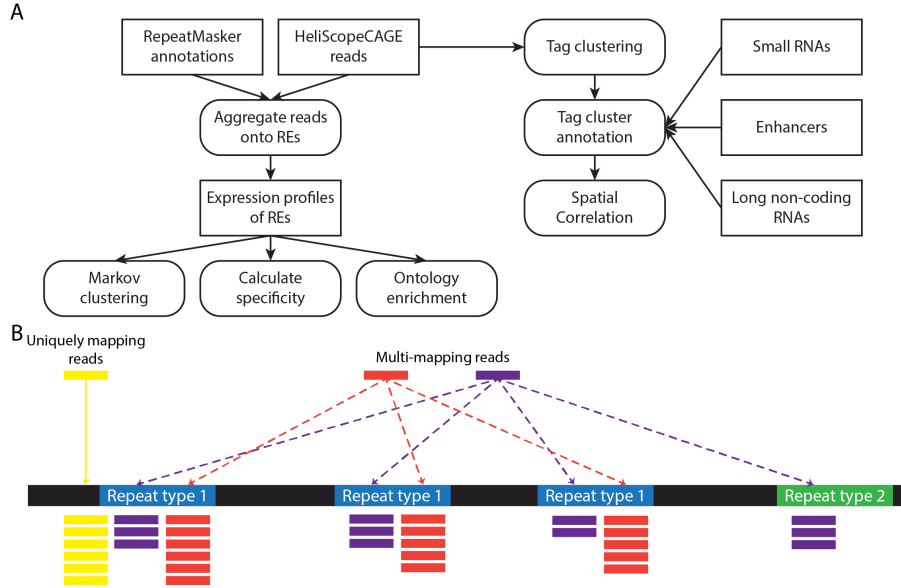 A
RepeatMasker
annotations
HeliScopeCAGE
reads
Tag clustering
Small RNAs
Aggregate reads
onto REs
Tag cluster
annotation
Enhancers
Expression profiles
of REs
Spatial
Correlation
Long non-coding
RNAs
Markov
clustering
Calculate
specificity
Ontology
enrichment
B
Uniquely mapping
reads
Multi-mapping reads
Repeat type 1
Repeat type 1
Repeat type 1
Repeat type 2